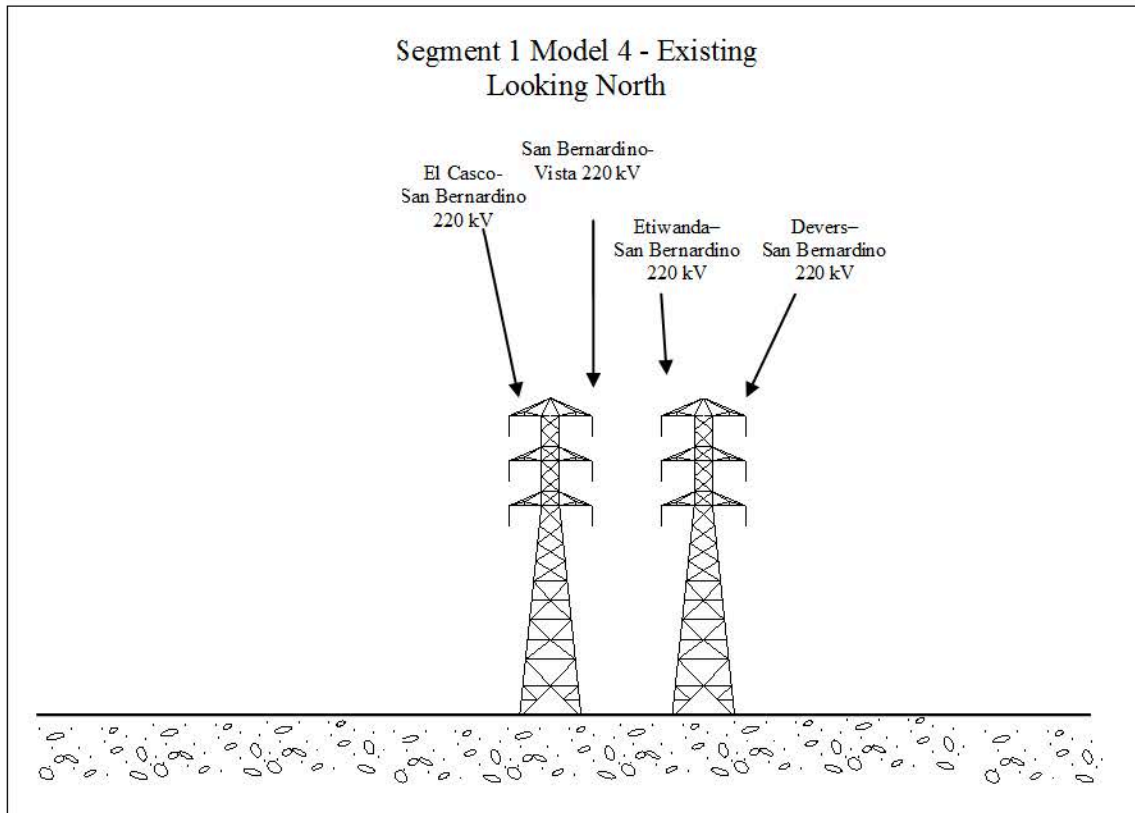 Segment 1 Model 4 - Existing
Looking North
San Bernardino-
Vista 220 kV
El Casco-
San Bernardino
220 kV
Etiwanda–
San Bernardino
220 kV
Devers–
San Bernardino
220 kV